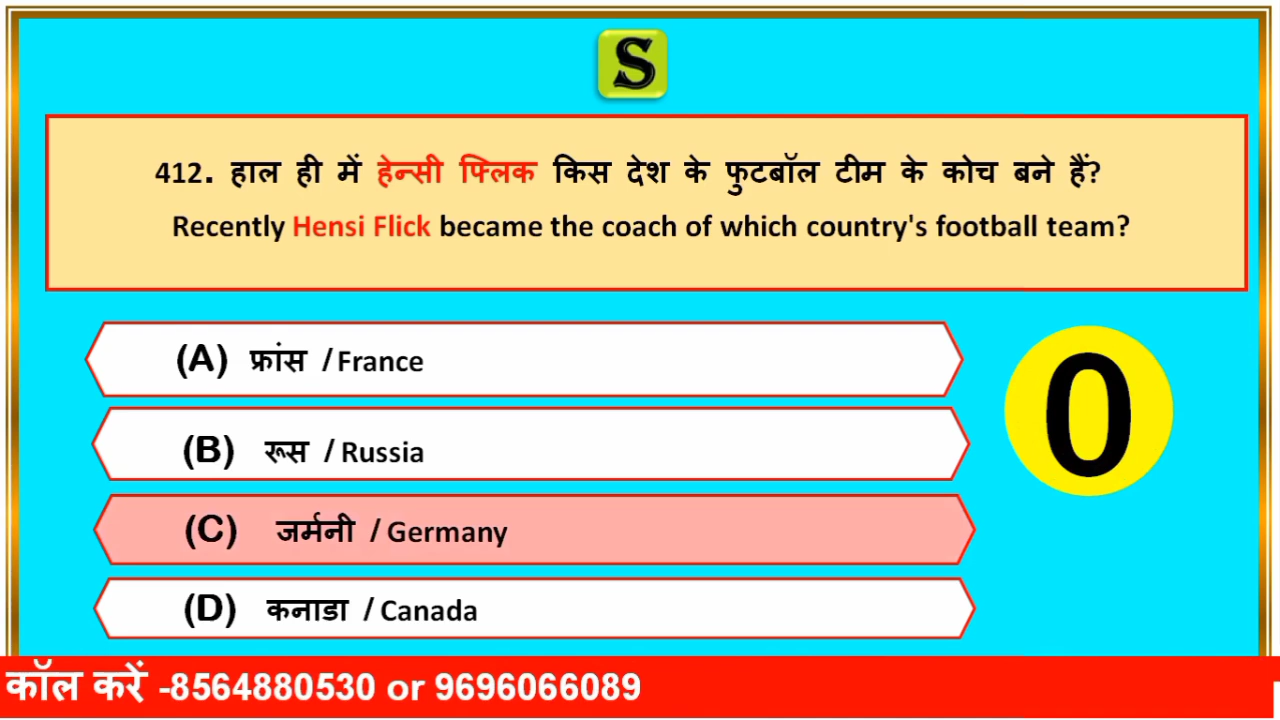 S
412. हाल ही में हेन्सी फ्लिक किस देश के फुटबॉल टीम के कोच बने हैं?
Recently Hensi Flick became the coach of which country's football team?
(A) फ्रांस / France
(B) रूस / Russia
(C) जर्मनी / Germany
(D) कनाडा / Canada
0
कॉल करें -8564880530 or 9696066089